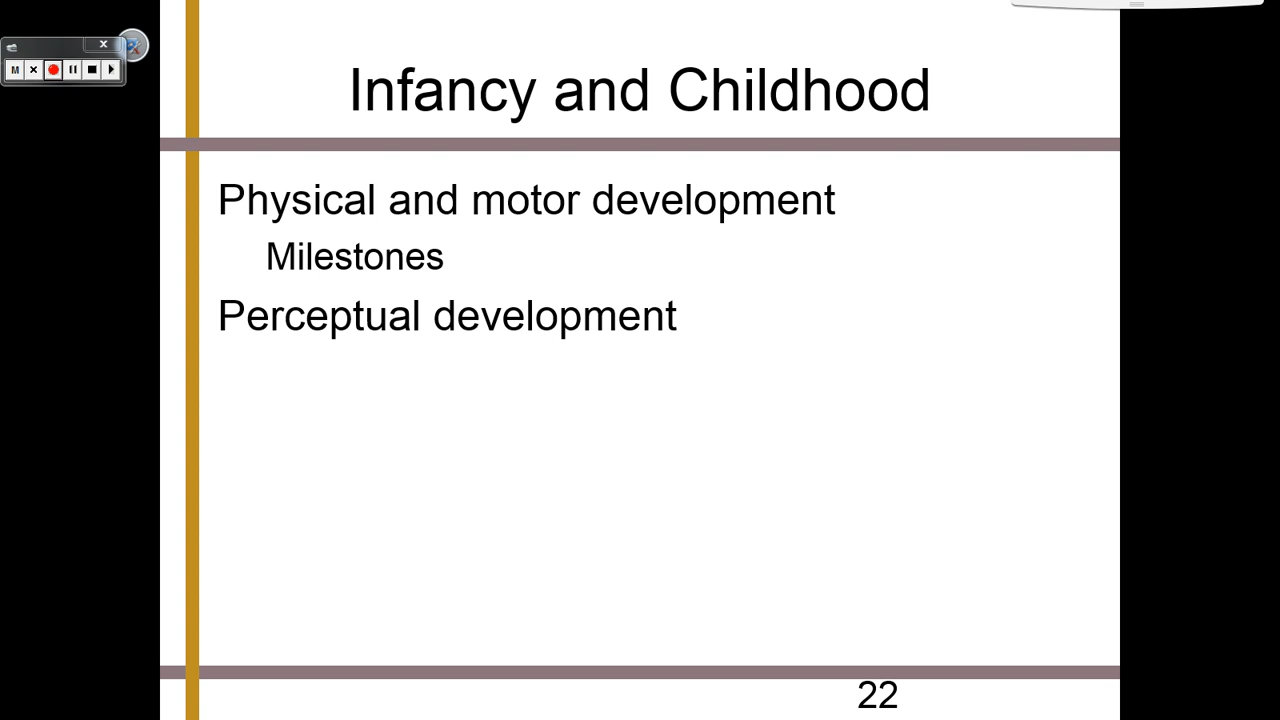 Infancy and Childhood
Physical and motor development
Milestones
Perceptual development
22
M